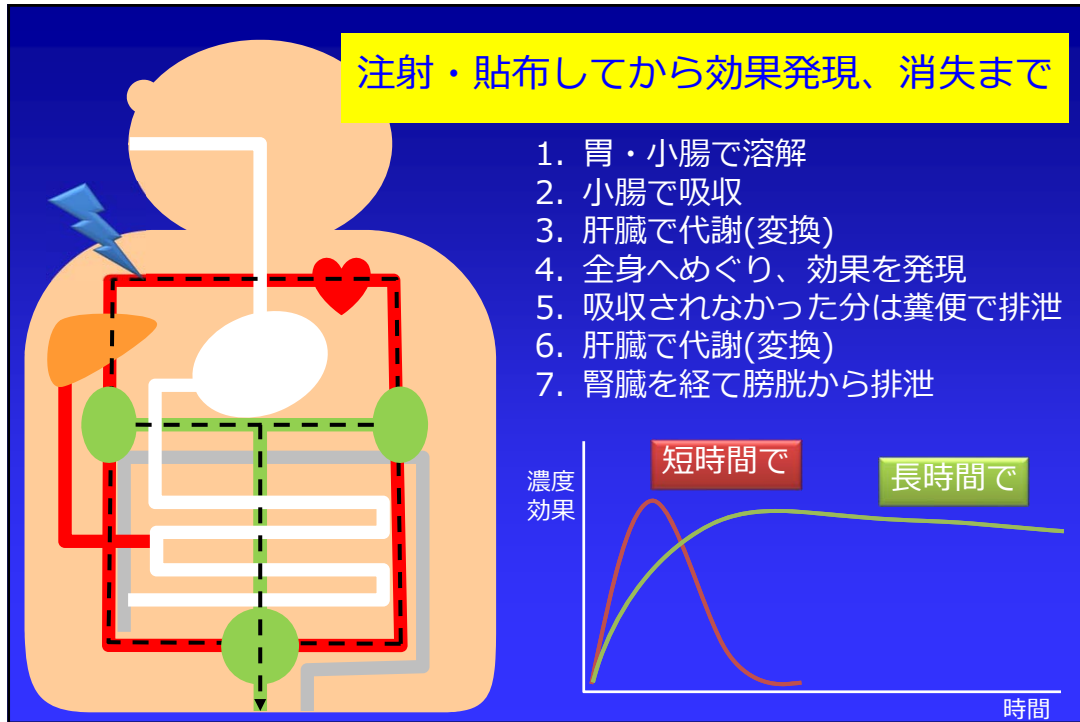 注射・貼布してから効果発現、消失まで
1. 胃・小腸で溶解
2. 小腸で吸収
3. 肝臓で代謝(変換)
4. 全身へめぐり、効果を発現
5. 吸収されなかった分は糞便で排泄
6. 肝臓で代謝(変換)
7. 腎臓を経て膀胱から排泄
濃度
効果
短時間で
長時間で
時間